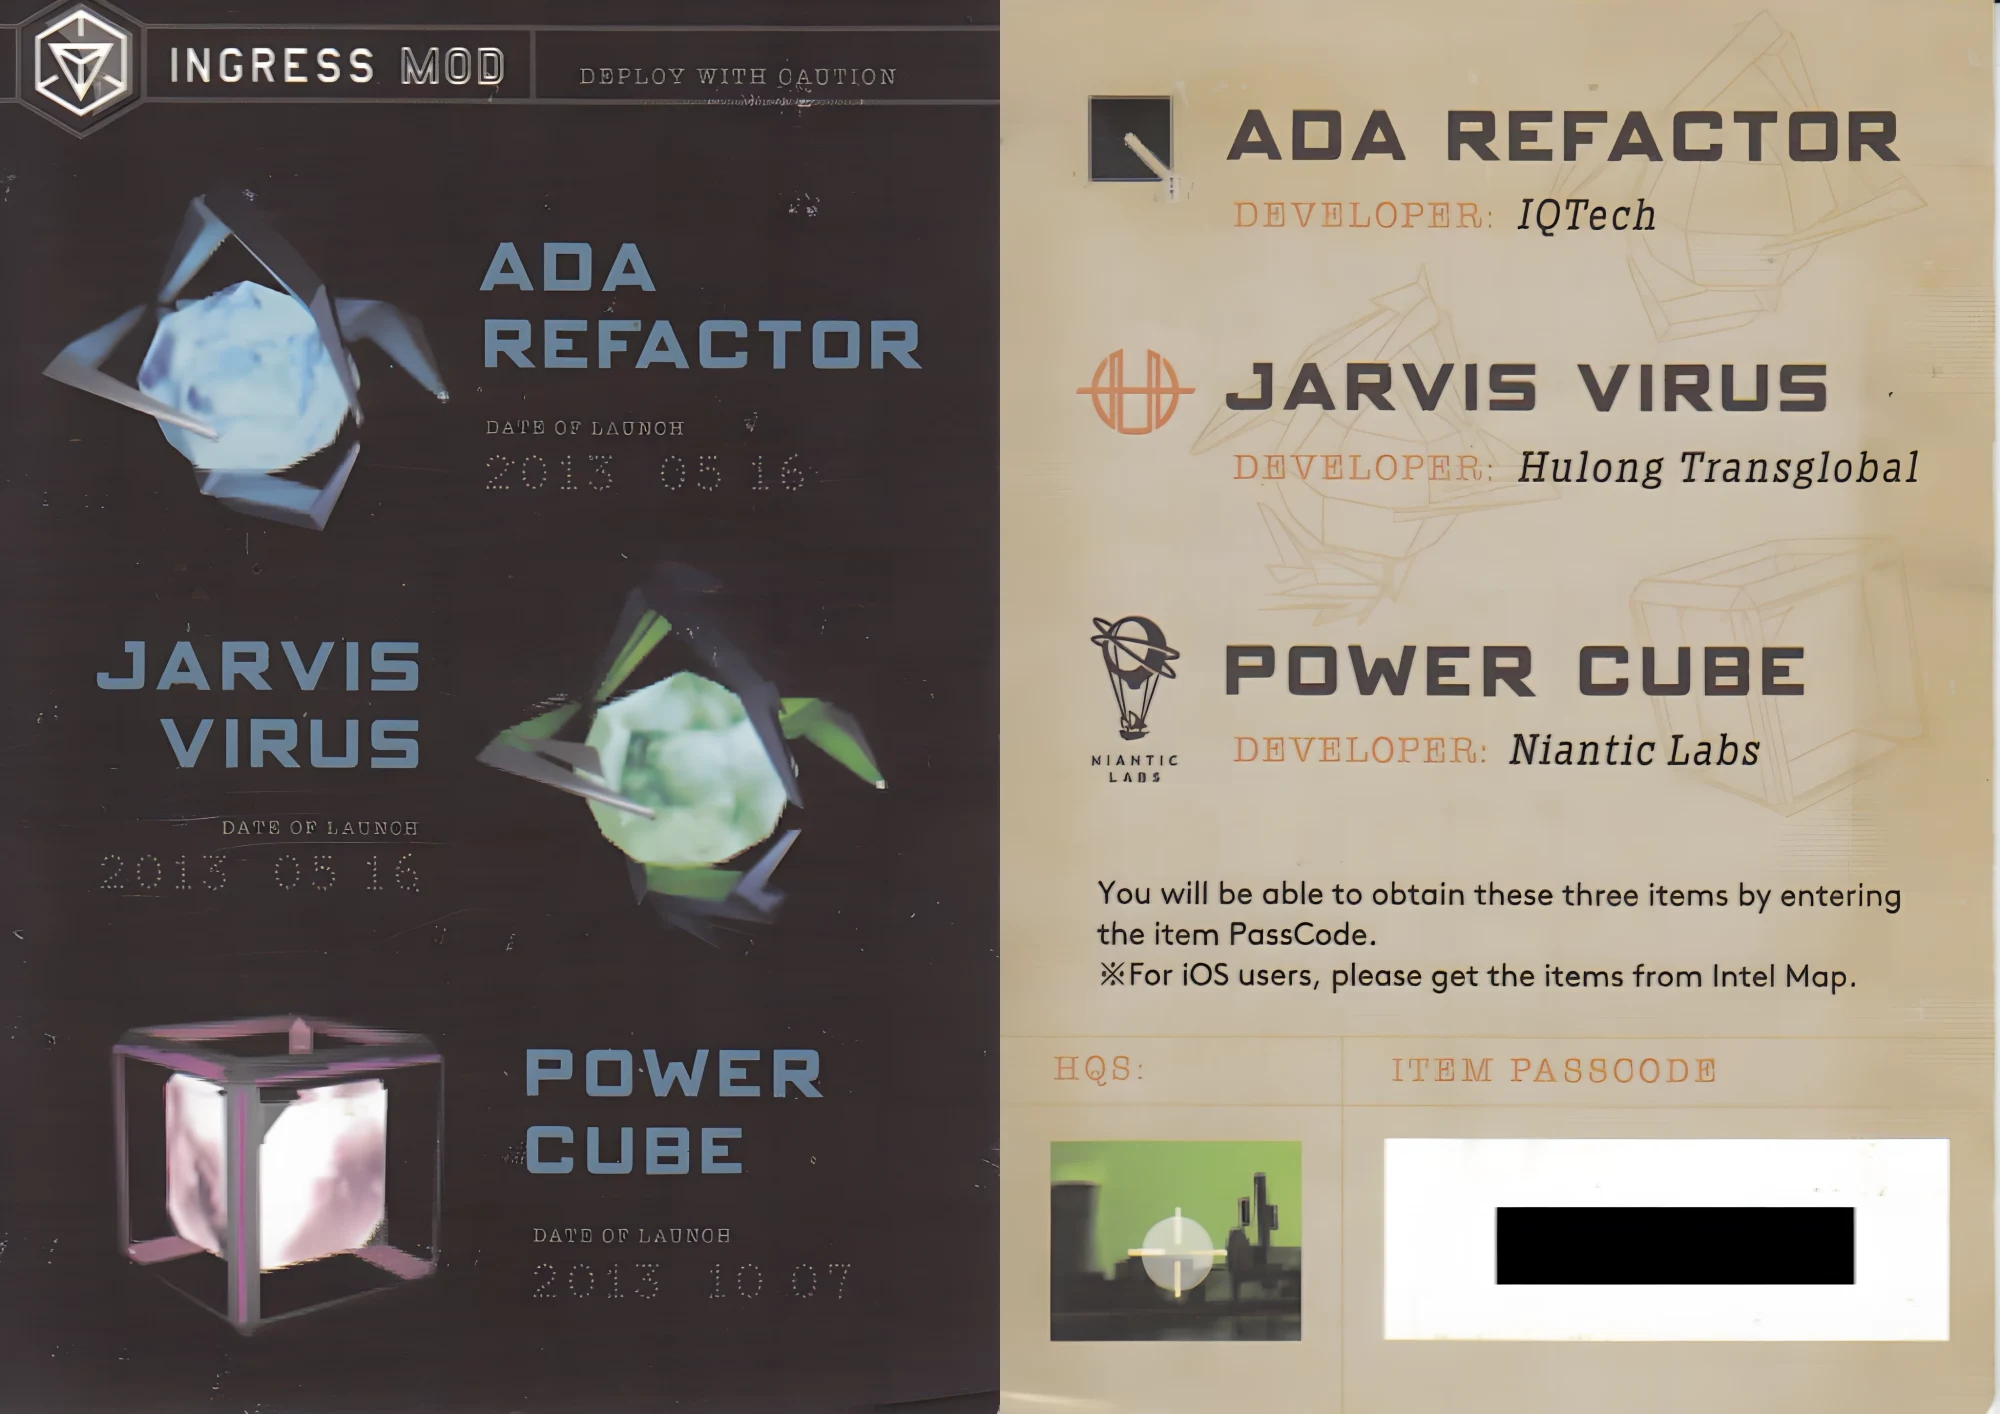 INGRESS MOD
DEPLOY WITH CAUTION
ADA
REFACTOR
DATE OF LAUNCH
2013 05 16
JARVIS
VIRUS
DATE OF LAUNCH
2013 05 16
POWER
CUBE
DATE OF LAUNCH
2013 10 07
ADA REFACTOR
DEVELOPER: IQTech
JARVIS VIRUS
DEVELOPER: Hulong Transglobal
POWER CUBE
DEVELOPER: Niantic Labs
NIANTIC
LABS
You will be able to obtain these three items by entering
the item PassCode.
※For iOS users, please get the items from Intel Map.
HQS:
ITEM PASSCODE